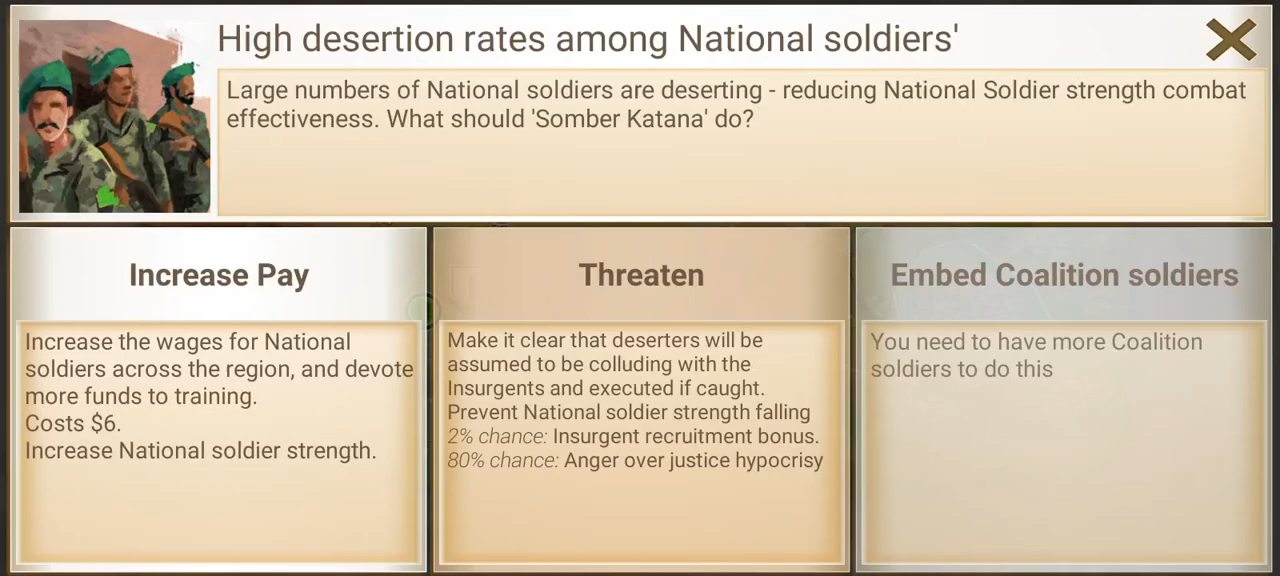 High desertion rates among National soldiers'
Large numbers of National soldiers are deserting - reducing National Soldier strength combat
effectiveness. What should 'Somber Katana' do?
Increase Pay
Increase the wages for National
soldiers across the region, and devote
more funds to training.
Costs $6.
Increase National soldier strength.
Threaten
Make it clear that deserters will be
assumed to be colluding with the
Insurgents and executed if caught.
Prevent National soldier strength falling
2% chance: Insurgent recruitment bonus.
80% chance: Anger over justice hypocrisy
Embed Coalition soldiers
You need to have more Coalition
soldiers to do this